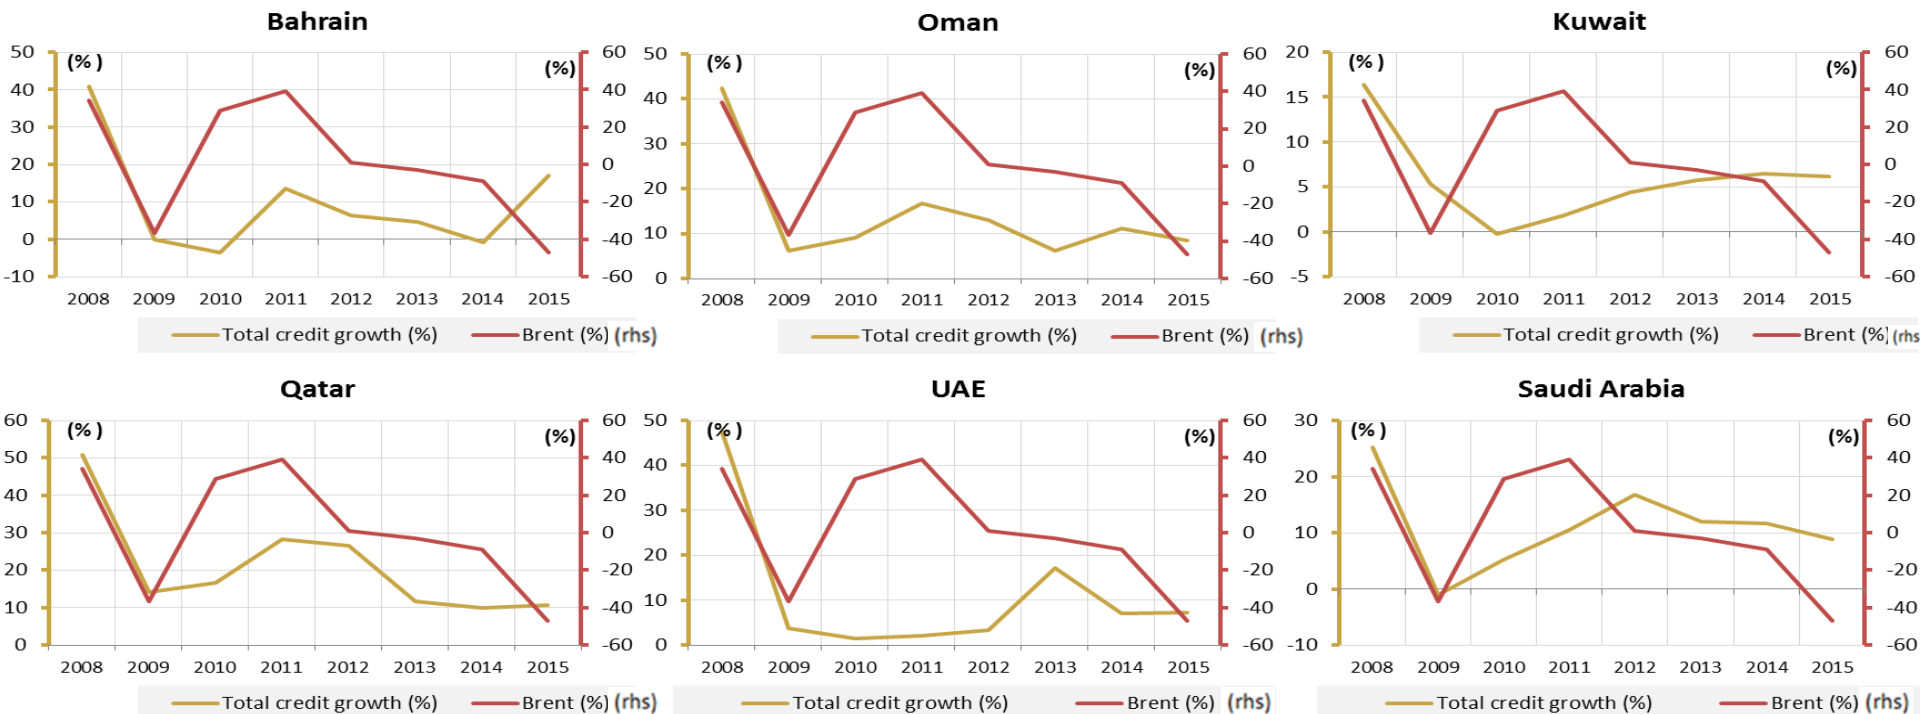 Bahrain
50 60
(% ) (%)
40 40
30 20
20 0
10 -20
0 -40
-10 -60
2008 2009 2010 2011 2012 2013 2014 2015
Total credit growth (%) Brent (%) (rhs)
Oman
50 60
(% ) (%)
40 40
20
30
0
20
-20
10
-40
0 -60
2008 2009 2010 2011 2012 2013 2014 2015
Total credit growth (%) Brent (%) (rhs)
Kuwait
20 60
(% ) (%)
15 40
20
10
0
5
-20
0 -40
-5 -60
2008 2009 2010 2011 2012 2013 2014 2015
Total credit growth (%) Brent (%) (rhs
Qatar
60 60
(% ) (%)
50 40
40 20
30 0
20 -20
10 -40
0 -60
2008 2009 2010 2011 2012 2013 2014 2015
Total credit growth (%) Brent (%) (rhs)
UAE
50 60
(% ) (%)
40 40
20
30
0
20
-20
10
-40
0 -60
2008 2009 2010 2011 2012 2013 2014 2015
Total credit growth (%) Brent (%) (rhs)
Saudi Arabia
30 60
(% ) (%)
40
20
20
10 0
-20
0
-40
-10 -60
2008 2009 2010 2011 2012 2013 2014 2015
Total credit growth (%) Brent (%) (rhs)